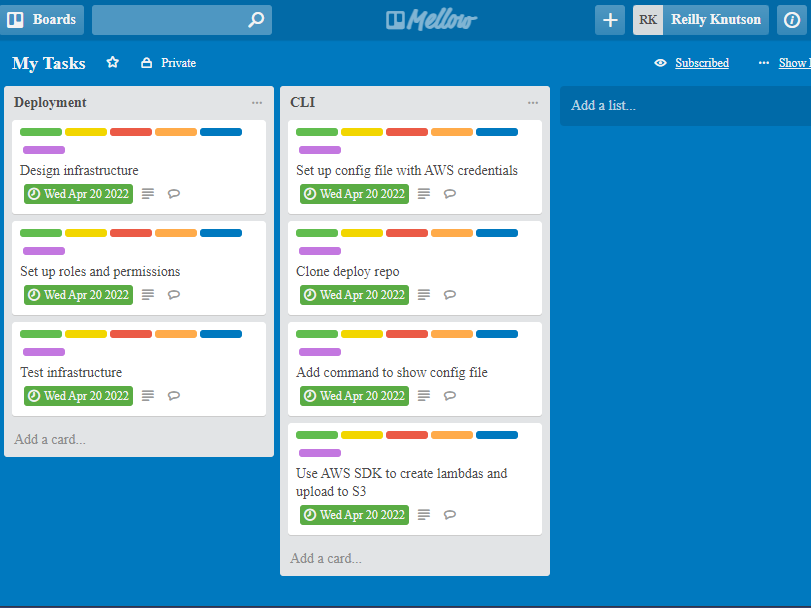 Boards
Mellow
RK Reilly Knutson
My Tasks
Private
Subscribed
Show
Deployment
Design infrastructure
Wed Apr 20 2022
Set up roles and permissions
Wed Apr 20 2022
Test infrastructure
Wed Apr 20 2022
Add a card...
CLI
Set up config file with AWS credentials
Wed Apr 20 2022
Clone deploy repo
Wed Apr 20 2022
Add command to show config file
Wed Apr 20 2022
Use AWS SDK to create lambdas and
upload to S3
Wed Apr 20 2022
Add a card...
Add a list...